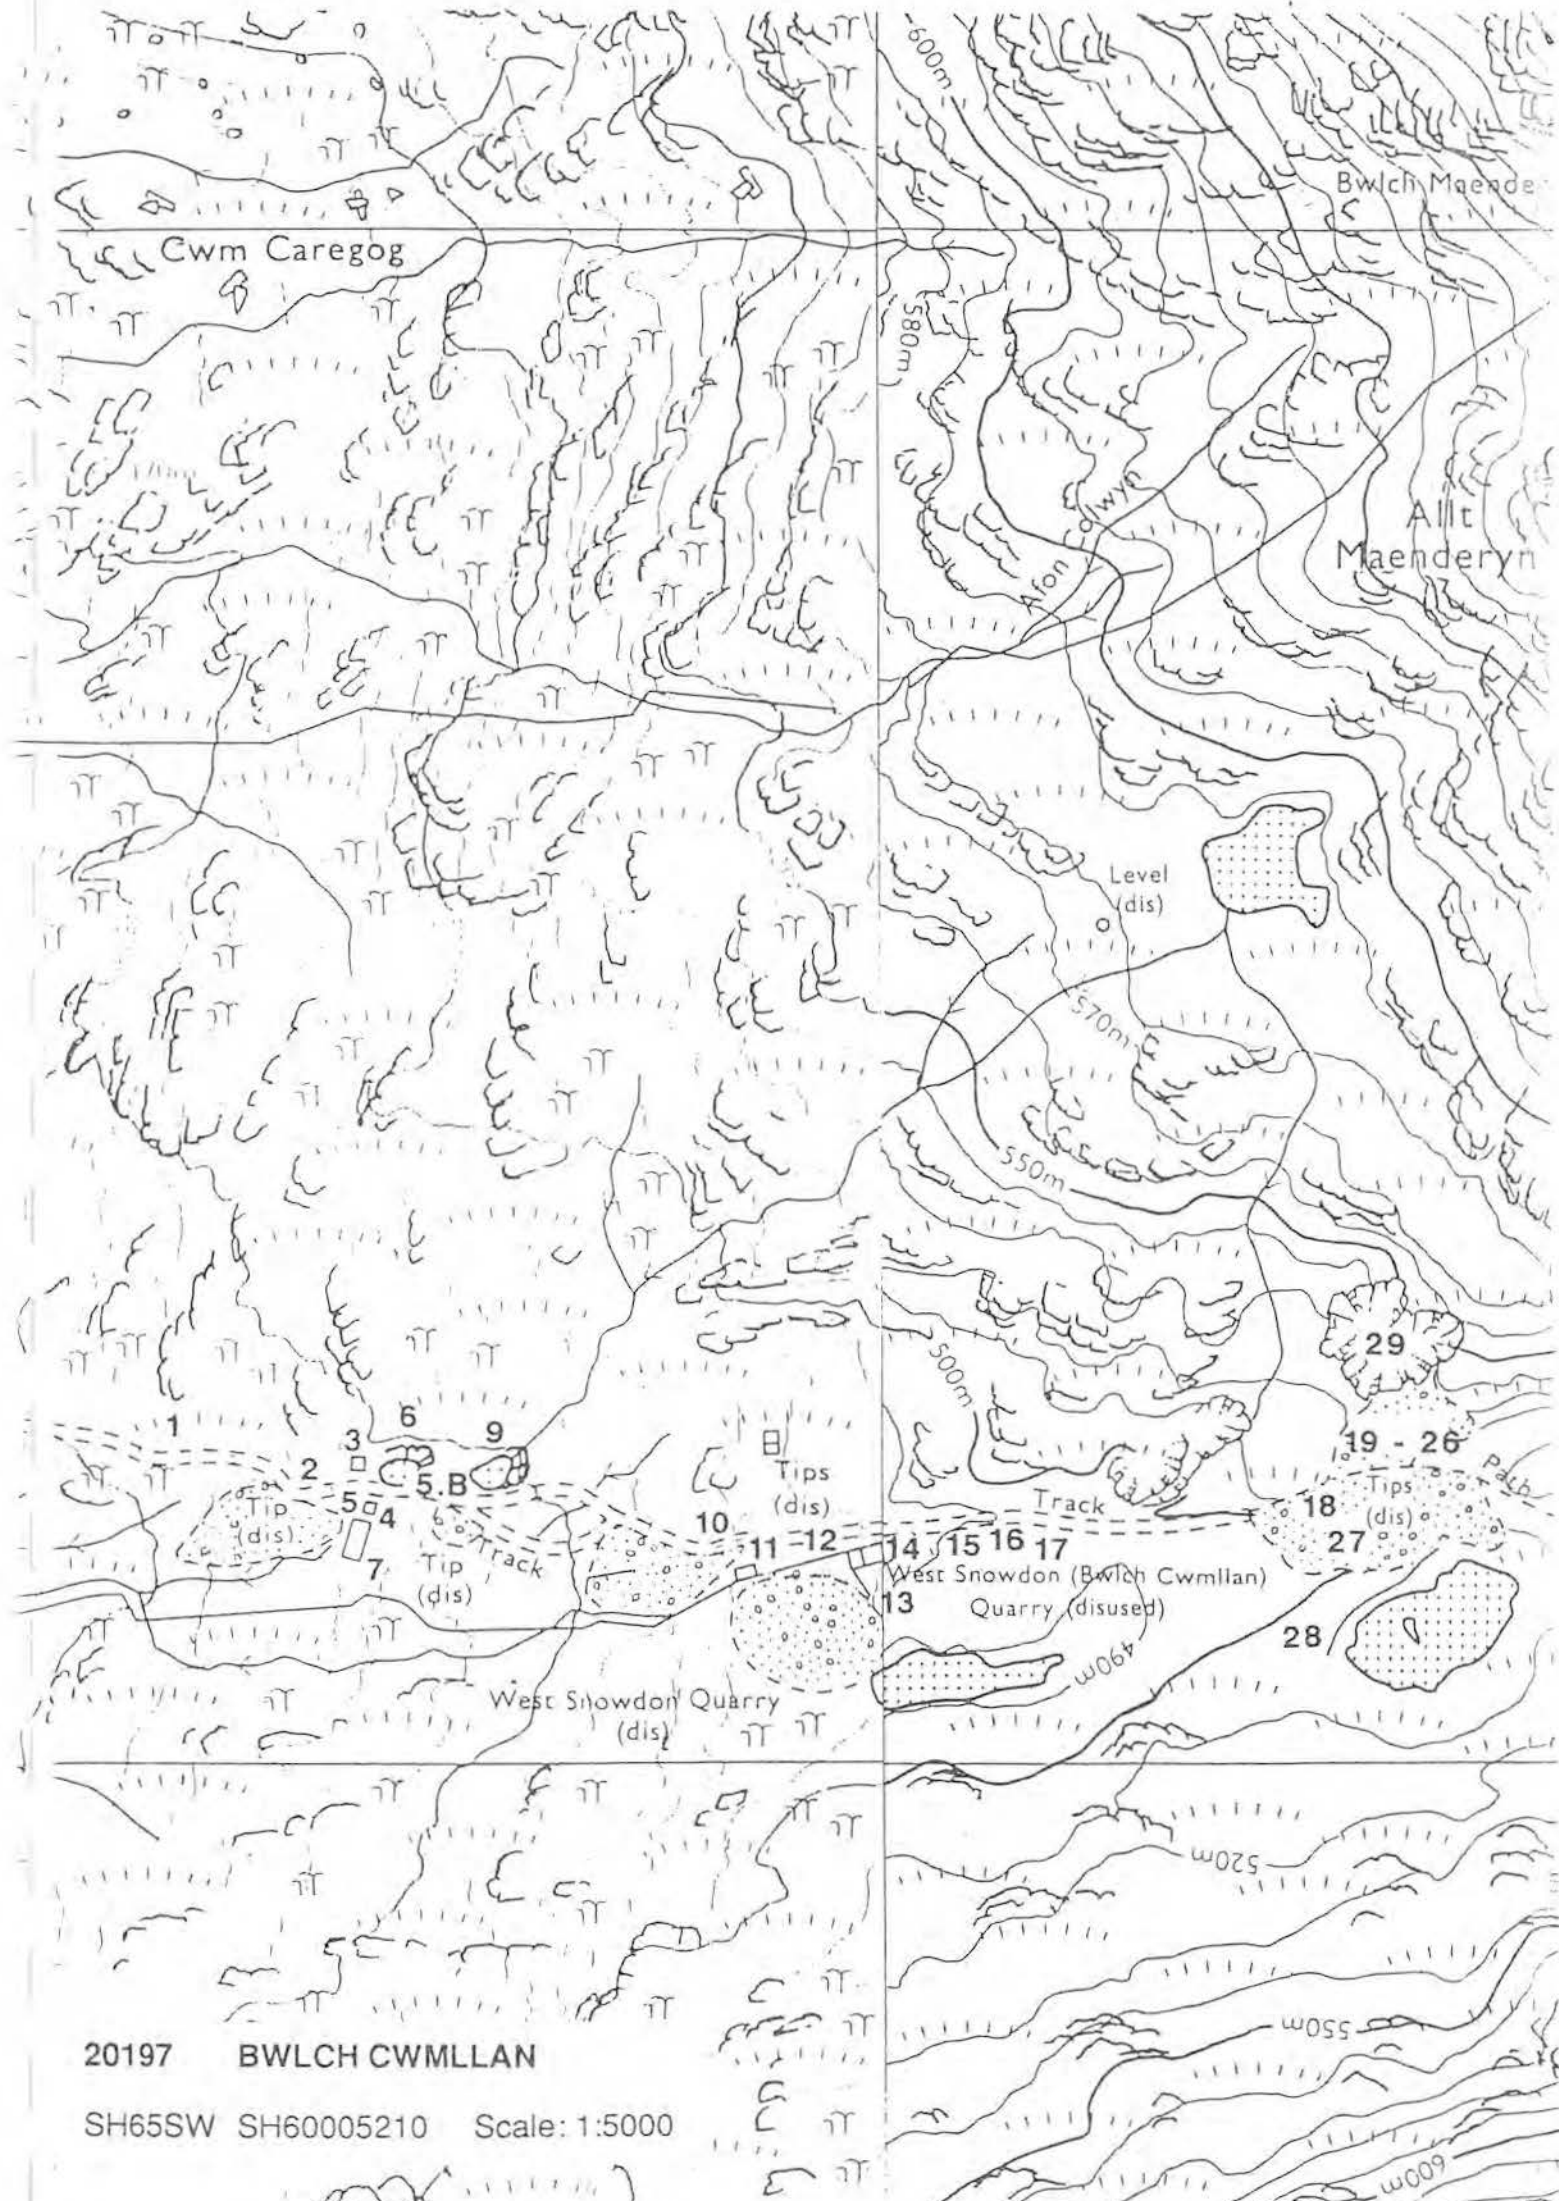 600m
Bwlch Maende
Cwm Caregog
580m
Afon Colwyn
Allt
Maenderyn
Level
(dis)
570m
550m
500m
29
1
6
9
3
2
5.B
5
4
7
Tip
(dis)
Tip
(dis)
Track
Tips
(dis)
10
11
12
Track
14
15
16
17
13
19 - 26
Path
Tips
(dis)
18
27
28
West Snowdon (Bwlch Cwmllan)
Quarry (disused)
490m
West Snowdon Quarry
(dis)
520m
550m
600m
20197 BWLCH CWMLLAN
SH65SW SH60005210 Scale: 1:5000